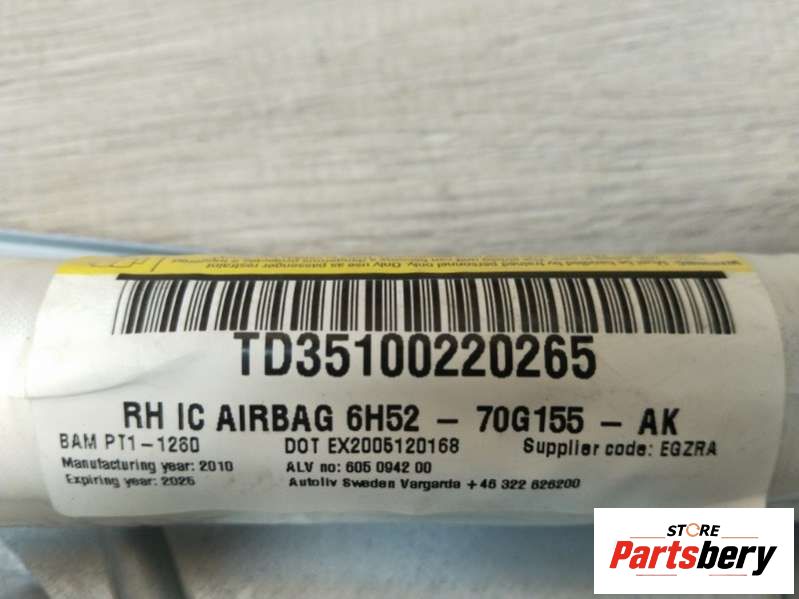 TD35100220265
RH IC AIRBAG 6H52 - 70G155 - AK
BAM PT1-1260 DOT EX2005120168 Supplier code: EGZRA
Manufacturing year: 2010 ALV no: 605 0942 00
Expiring year: 2025 Autoliv Sweden Vargarda +46 322 626200
STORE
Partsbery